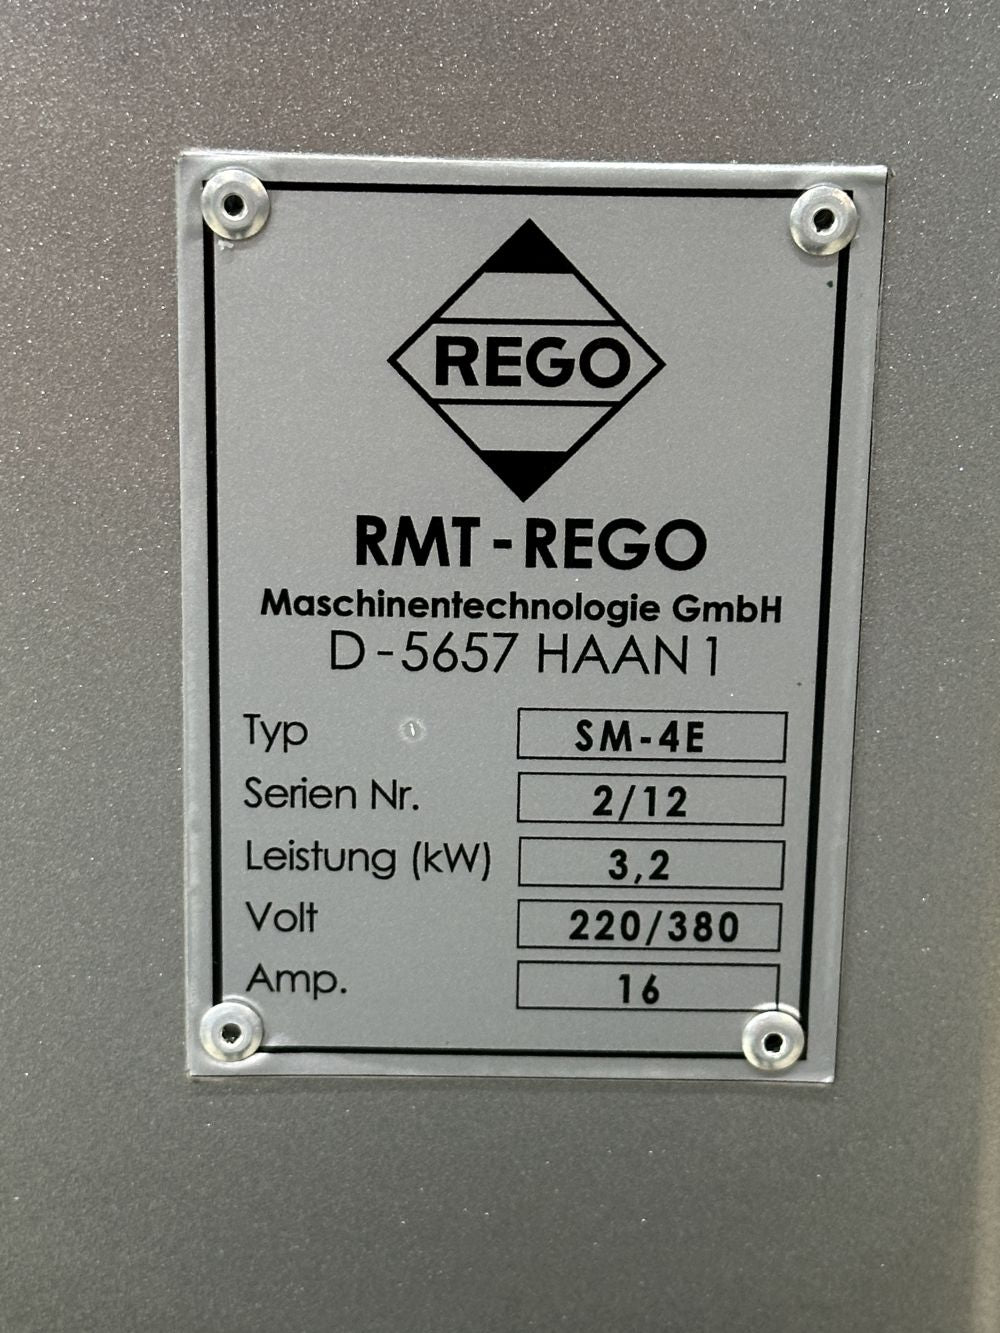 REGO
RMT-REGO
Maschinentechnologie GmbH
D-5657 HAAN 1
Typ SM-4E
Serien Nr. 2/12
Leistung (kW) 3,2
Volt 220/380
Amp. 16